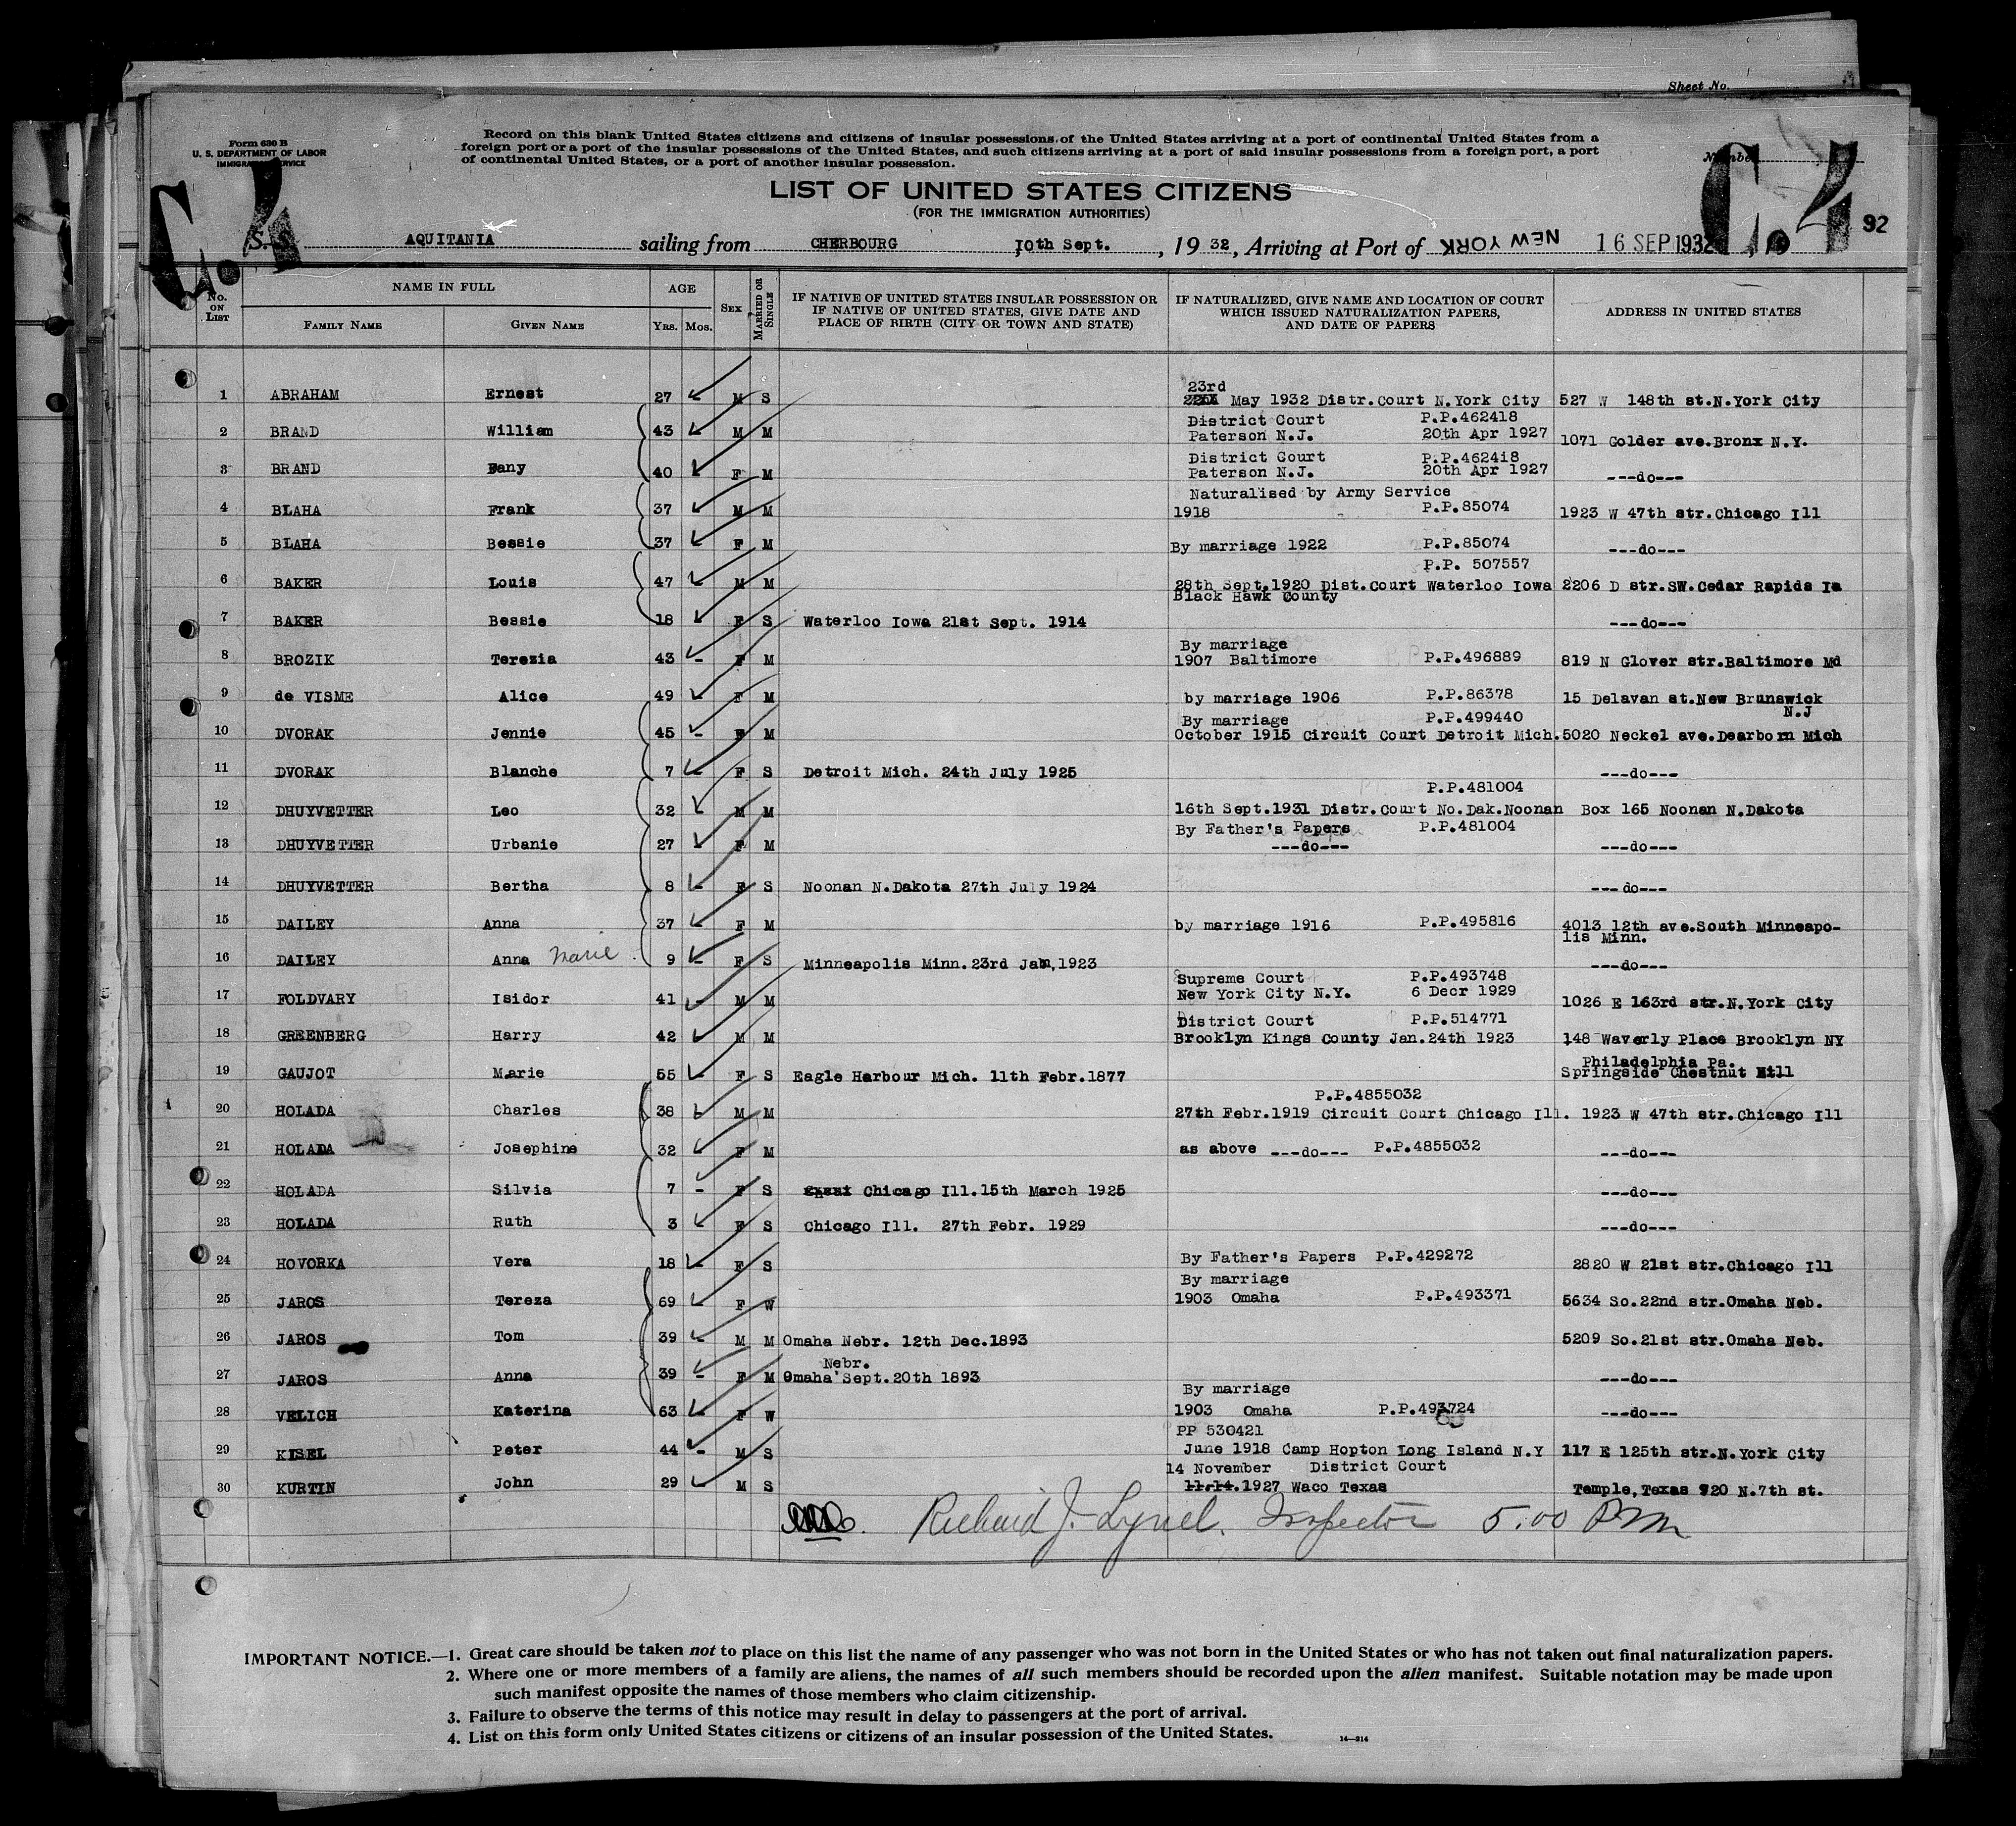 Sheet No.
Form 630 B
U. S. DEPARTMENT OF LABOR
IMMIGRATION SERVICE
Record on this blank United States citizens and citizens of insular possessions of the United States arriving at a port of continental United States from a
foreign port or a port of the insular possessions of the United States, and such citizens arriving at a port of said insular possessions from a foreign port, a port
of continental United States, or a port of another insular possession.
Number
C.4 C.4
92
LIST OF UNITED STATES CITIZENS
(FOR THE IMMIGRATION AUTHORITIES)
S. S. AQUITANIA sailing from CHERBOURG 10th Sept. , 19 32, Arriving at Port of NEW YORK 16 SEP 1932, 19
No. ON LIST
NAME IN FULL
FAMILY NAME GIVEN NAME
AGE
YRS. MOS.
SEX
MARRIED OR SINGLE
IF NATIVE OF UNITED STATES INSULAR POSSESSION OR
IF NATIVE OF UNITED STATES, GIVE DATE AND
PLACE OF BIRTH (CITY OR TOWN AND STATE)
IF NATURALIZED, GIVE NAME AND LOCATION OF COURT
WHICH ISSUED NATURALIZATION PAPERS,
AND DATE OF PAPERS
ADDRESS IN UNITED STATES
23rd
1 ABRAHAM Ernest 27 M S May 1932 Distr.Court N.York City 527 W 148th st.N.York City
District Court P.P.462418
2 BRAND William 43 M M Paterson N.J. 20th Apr 1927 1071 Golder ave.Bronx N.Y.
District Court P.P.462418
3 BRAND Fany 40 F M Paterson N.J. 20th Apr 1927 ---do---
Naturalised by Army Service
4 BLAHA Frank 37 M M 1918 P.P.85074 1923 W 47th str.Chicago Ill
5 BLAHA Bessie 37 F M By marriage 1922 P.P.85074 ---do---
P.P. 507557
6 BAKER Louis 47 M M 28th Sept.1920 Dist.Court Waterloo Iowa 2206 D str.SW.Cedar Rapids Ia
Black Hawk County
7 BAKER Bessie 18 F S Waterloo Iowa 21st Sept. 1914 ---do---
By marriage
8 BROZIK Terezia 43 - F M 1907 Baltimore P.P.496889 819 N Glover str.Baltimore Md
9 de VISME Alice 49 F M by marriage 1906 P.P.86378 15 Delavan st.New Brunswick
N.J
By marriage P.P.499440
10 DVORAK Jennie 45 - F M October 1915 Circuit Court Detroit Mich. 5020 Neckel ave.Dearborn Mich
11 DVORAK Blanche 7 - F S Detroit Mich. 24th July 1925 ---do---
P.P.481004
12 DHUYVETTER Leo 32 M M 16th Sept.1931 Distr.Court No.Dak.Noonan Box 165 Noonan N.Dakota
By Father's Papers P.P.481004
13 DHUYVETTER Urbanie 27 F M ---do--- ---do---
14 DHUYVETTER Bertha 8 - F S Noonan N.Dakota 27th July 1924 ---do---
15 DAILEY Anna 37 F M by marriage 1916 P.P.495816 4013 12th ave.South Minneapo-
lis Minn.
16 DAILEY Anna Marie 9 - F S Minneapolis Minn.23rd Jan,1923 ---do---
Supreme Court P.P.493748
17 FOLDVARY Isidor 41 - M M New York City N.Y. 6 Decr 1929 1026 E 163rd str.N.York City
District Court P.P.514771
18 GREENBERG Harry 42 M M Brooklyn Kings County Jan.24th 1923 148 Waverly Place Brooklyn NY
Philadelphia Pa.
19 GAUJOT Marie 55 - F S Eagle Harbour Mich. 11th Febr.1877 Springside Chestnut Hill
P.P.4855032
20 HOLADA Charles 38 M M 27th Febr.1919 Circuit Court Chicago Ill. 1923 W 47th str.Chicago Ill
21 HOLADA Josephine 32 F M as above ---do--- P.P.4855032 ---do---
22 HOLADA Silvia 7 - F S Chicago Ill.15th March 1925 ---do---
23 HOLADA Ruth 3 F S Chicago Ill. 27th Febr. 1929 ---do---
24 HOVORKA Vera 18 - F S By Father's Papers P.P.429272 2820 W 21st str.Chicago Ill
By marriage
25 JAROS Tereza 69 F W 1903 Omaha P.P.493371 5634 So.22nd str.Omaha Neb.
26 JAROS Tom 39 M M Omaha Nebr. 12th Dec.1893 5209 So.21st str.Omaha Neb.
Nebr.
27 JAROS Anna 39 - F M Omaha'Sept.20th 1893 ---do---
By marriage
28 VELICH Katerina 63 - F W 1903 Omaha P.P.493724 ---do---
PP 530421
29 KISEL Peter 44 - M S June 1918 Camp Hopton Long Island N.Y 117 E 125th str.N.York City
14 November District Court
30 KURTIN John 29 M S 11.14.1927 Waco Texas Temple,Texas 920 N.7th st.
Richard J. Lynch. Inspector 5:00 PM
IMPORTANT NOTICE.—1. Great care should be taken not to place on this list the name of any passenger who was not born in the United States or who has not taken out final naturalization papers.
2. Where one or more members of a family are aliens, the names of all such members should be recorded upon the alien manifest. Suitable notation may be made upon
such manifest opposite the names of those members who claim citizenship.
3. Failure to observe the terms of this notice may result in delay to passengers at the port of arrival.
4. List on this form only United States citizens or citizens of an insular possession of the United States.
14—314